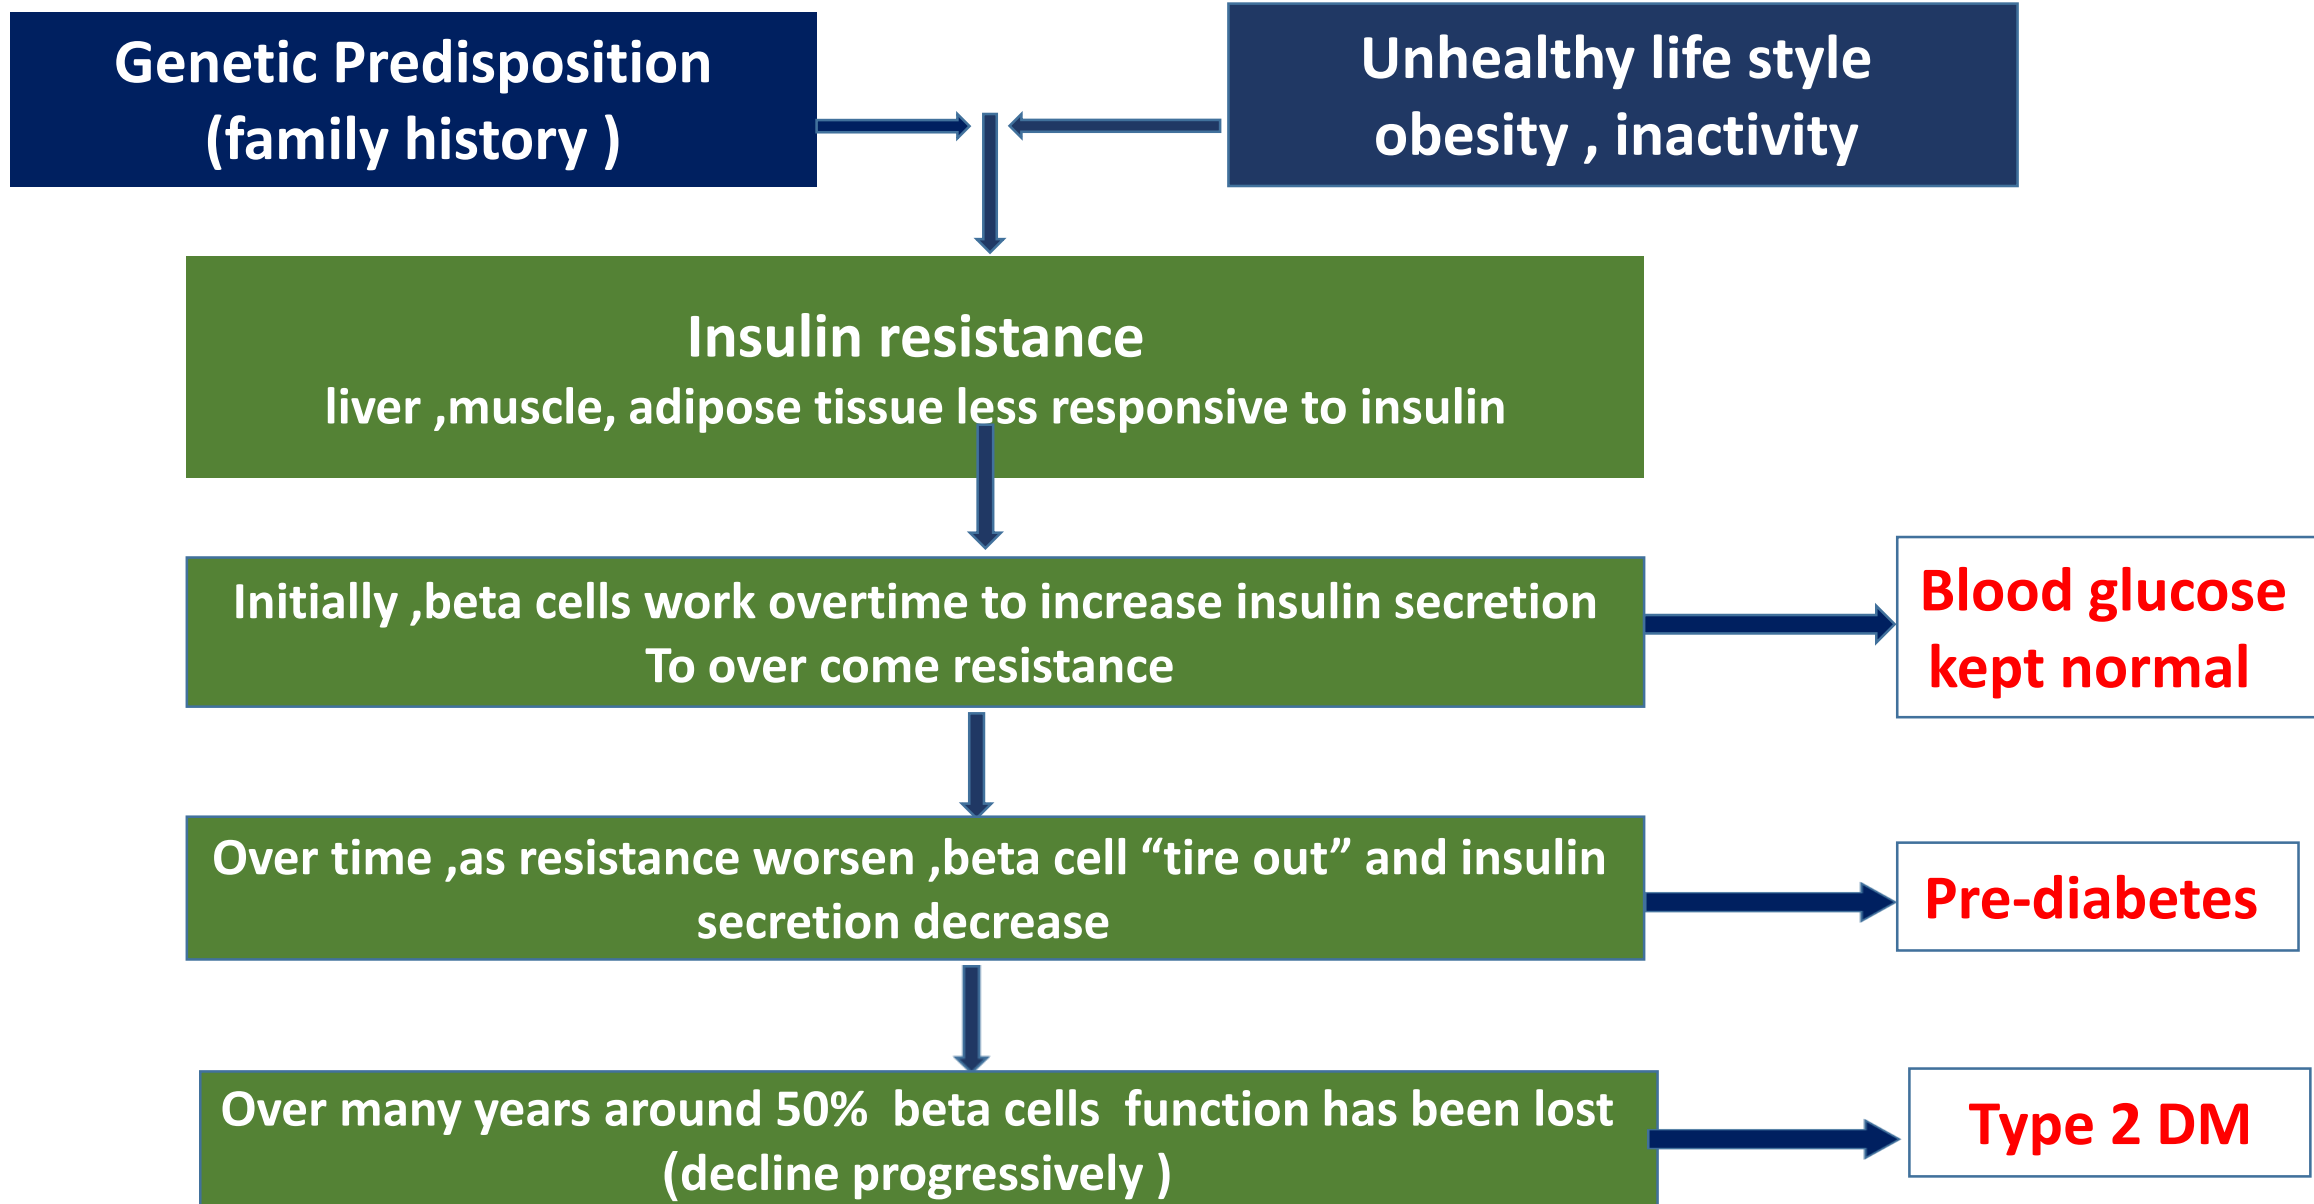 Genetic Predisposition
(family history )
Unhealthy life style
obesity , inactivity
Insulin resistance
liver ,muscle, adipose tissue less responsive to insulin
Initially ,beta cells work overtime to increase insulin secretion
To over come resistance
Blood glucose
kept normal
Over time ,as resistance worsen ,beta cell “tire out” and insulin
secretion decrease
Pre-diabetes
Over many years around 50% beta cells function has been lost
(decline progressively )
Type 2 DM